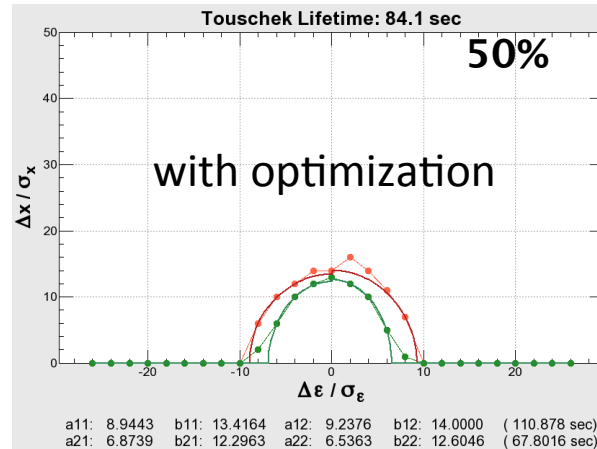 Touschek Lifetime: 84.1 sec
50
50%
40
30
with optimization
20
10
0
-20
-10
0
10
20
Δx / σx
Δε / σε
a11: 8.9443 b11: 13.4164 a12: 9.2376 b12: 14.0000 ( 110.878 sec)
a21: 6.8739 b21: 12.2963 a22: 6.5363 b22: 12.6046 ( 67.8016 sec)